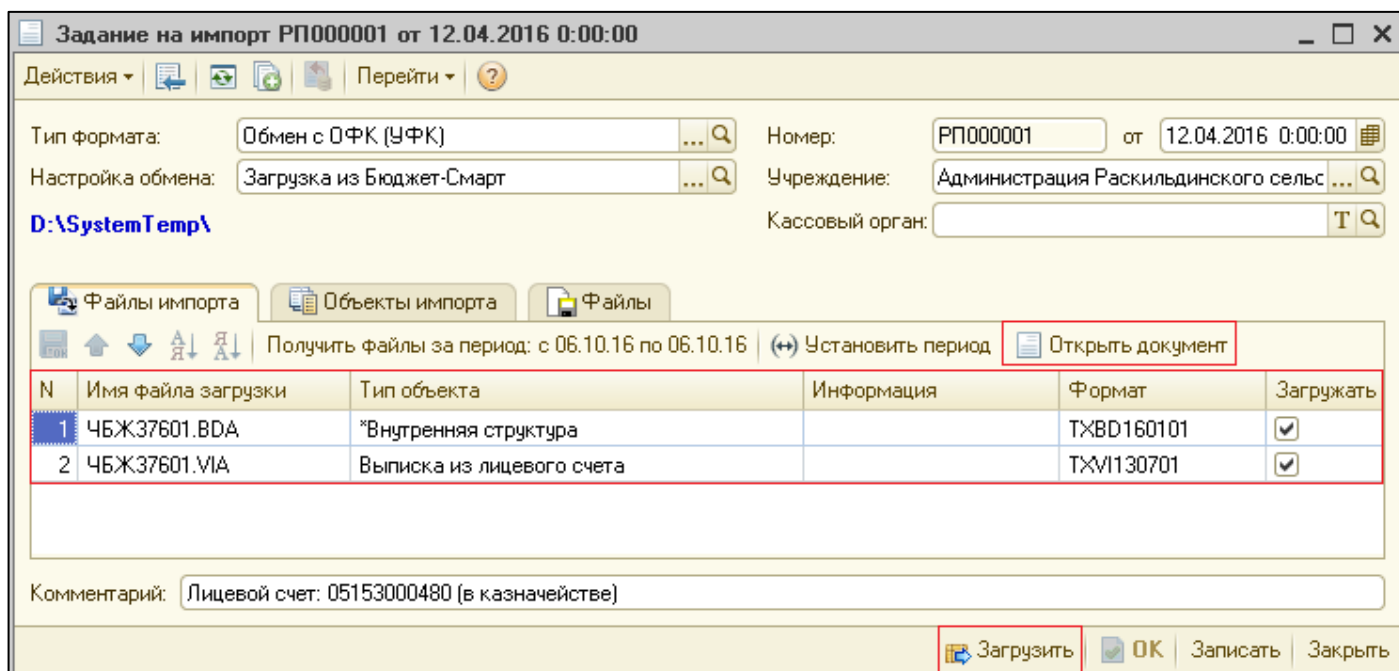 Задание на импорт РП000001 от 12.04.2016 0:00:00
Действия Перейти ?
Тип формата: Обмен с ОФК (УФК) ... Номер: РП000001 от 12.04.2016 0:00:00
Настройка обмена: Загрузка из Бюджет-Смарт ... Учреждение: Администрация Раскильдинского сельс ...
D:\SystemTemp\ Кассовый орган: T
Файлы импорта Объекты импорта Файлы
Получить файлы за период: с 06.10.16 по 06.10.16 Установить период Открыть документ
N Имя файла загрузки Тип объекта Информация Формат Загружать
1 ЧБЖ37601.BDA *Внутренняя структура TXBD160101
2 ЧБЖ37601.VIA Выписка из лицевого счета TXVI130701
Комментарий: Лицевой счет: 05153000480 (в казначействе)
Загрузить OK Записать Закрыть